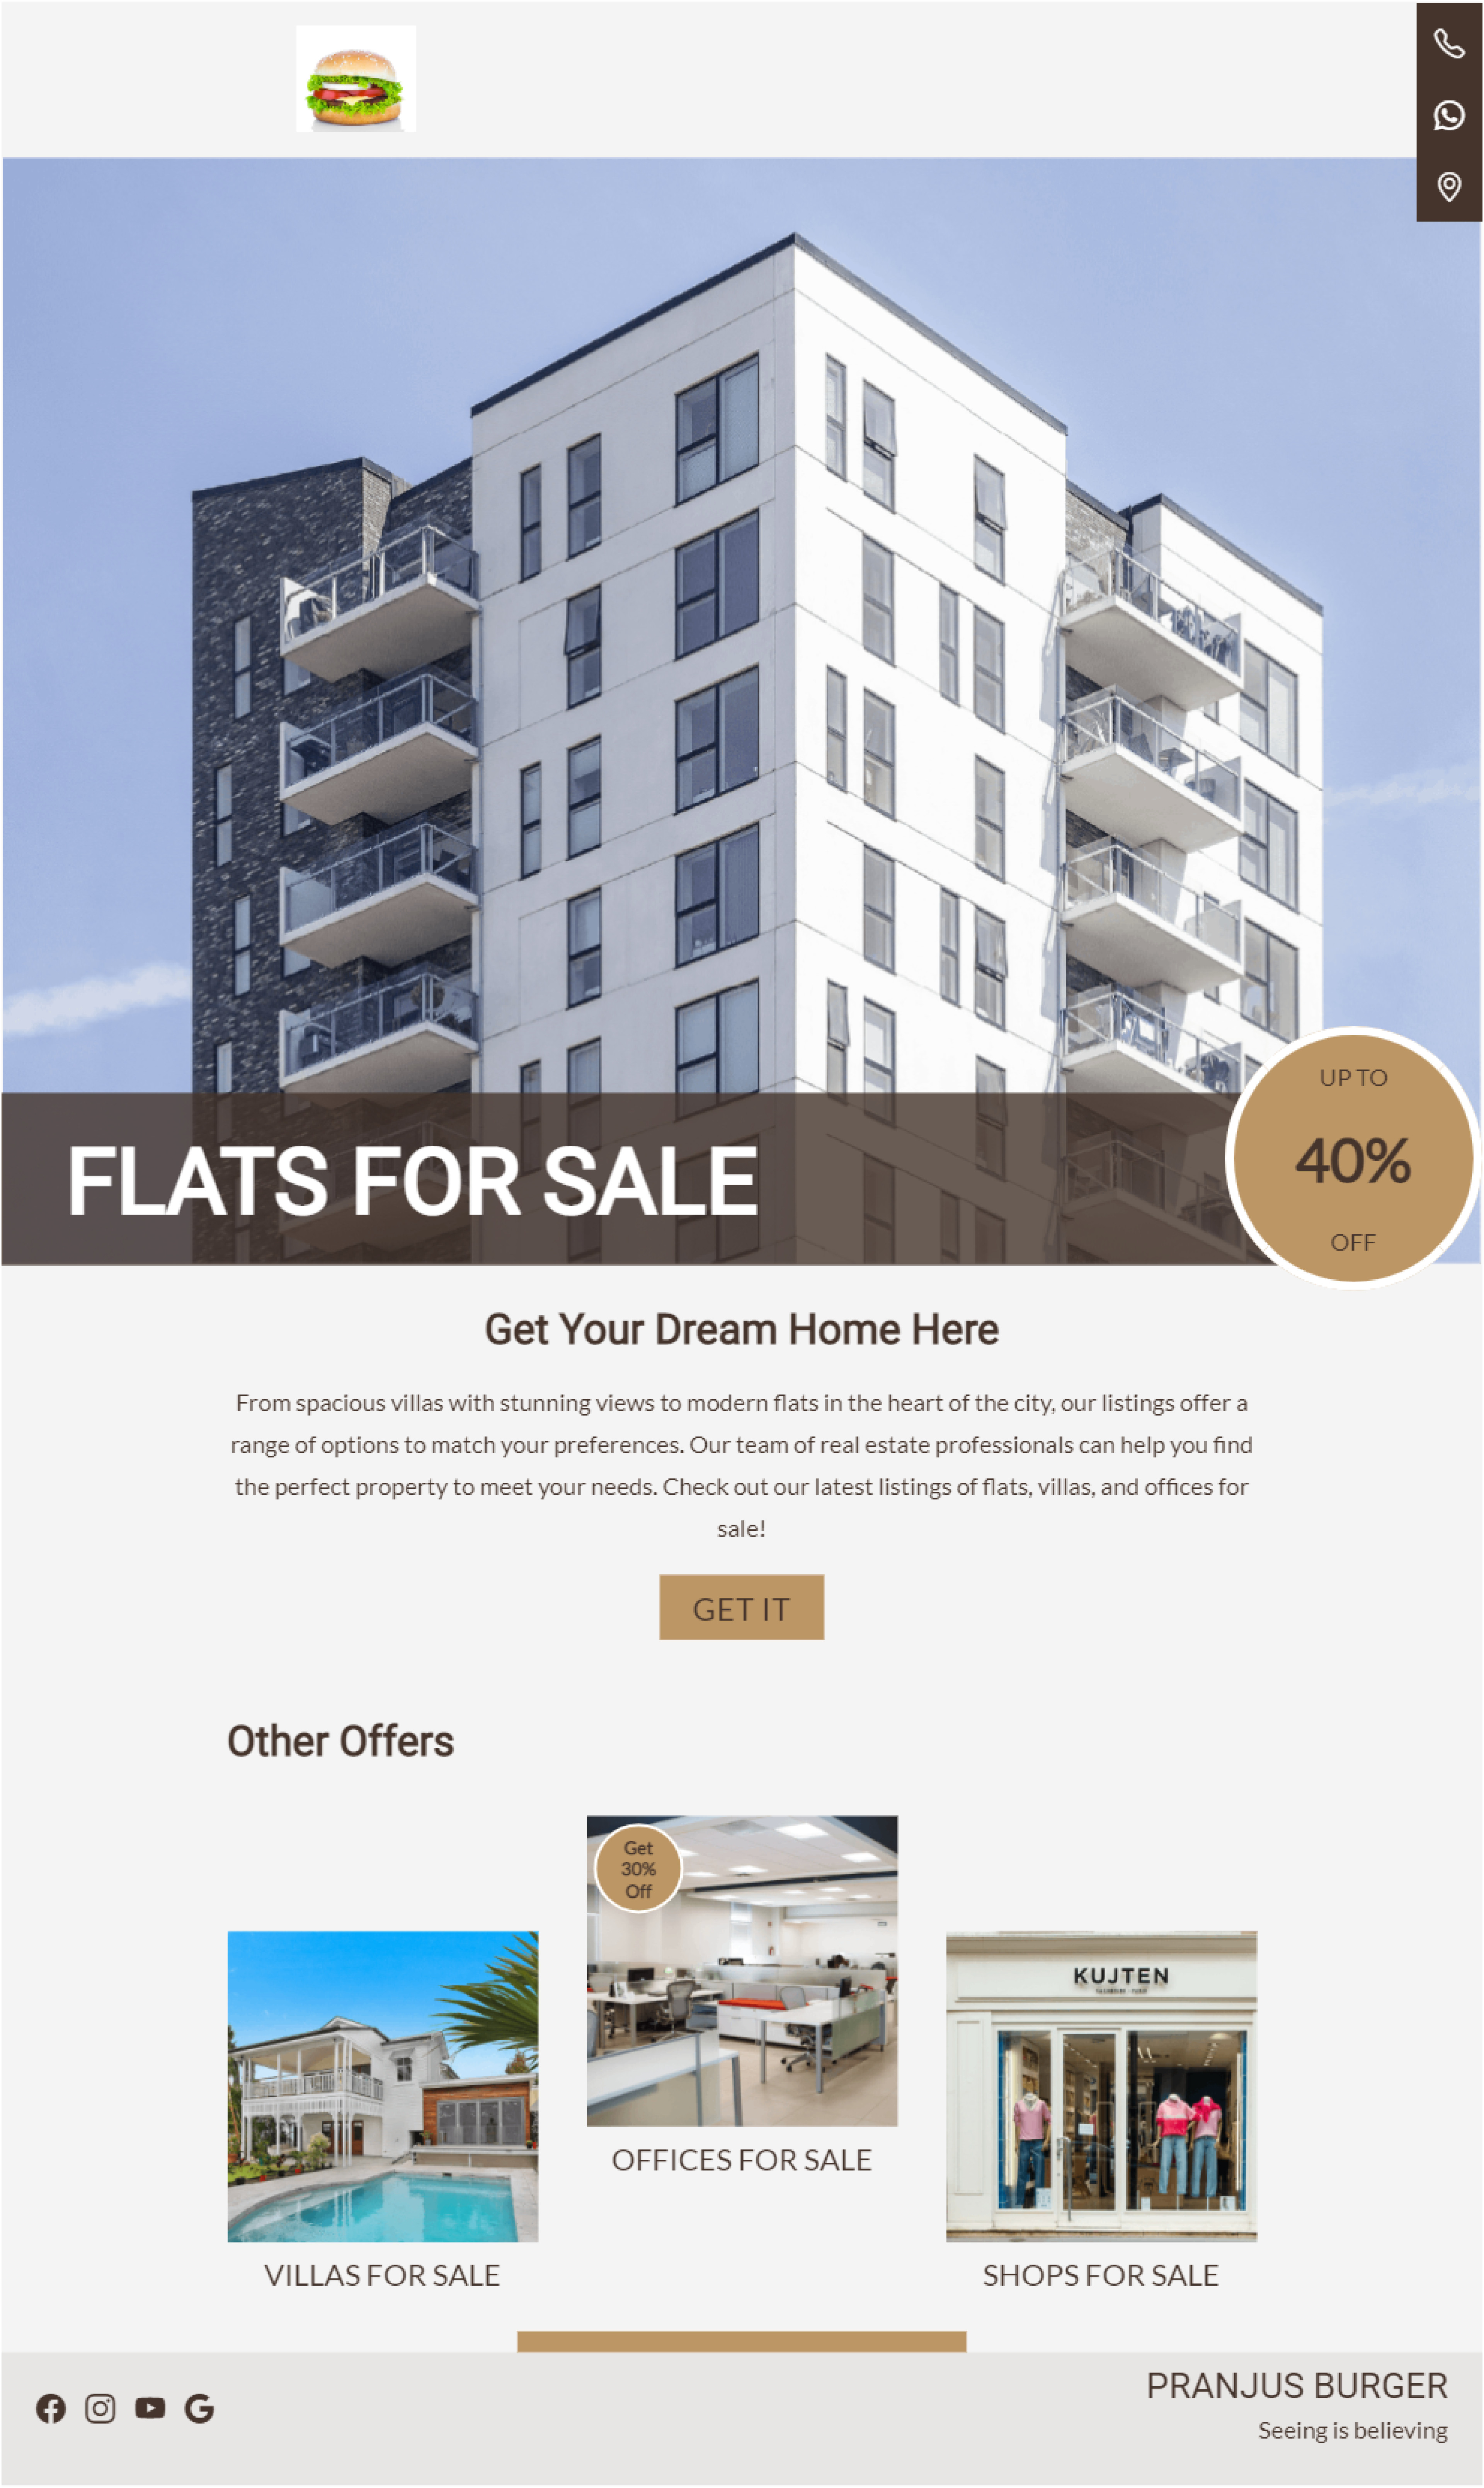 FLATS FOR SALE
UP TO
40%
OFF
Get Your Dream Home Here
From spacious villas with stunning views to modern flats in the heart of the city, our listings offer a
range of options to match your preferences. Our team of real estate professionals can help you find
the perfect property to meet your needs. Check out our latest listings of flats, villas, and offices for
sale!
GET IT
Other Offers
Get
30%
Off
OFFICES FOR SALE
KUJTEN
VILLAS FOR SALE
SHOPS FOR SALE
PRANJUS BURGER
Seeing is believing